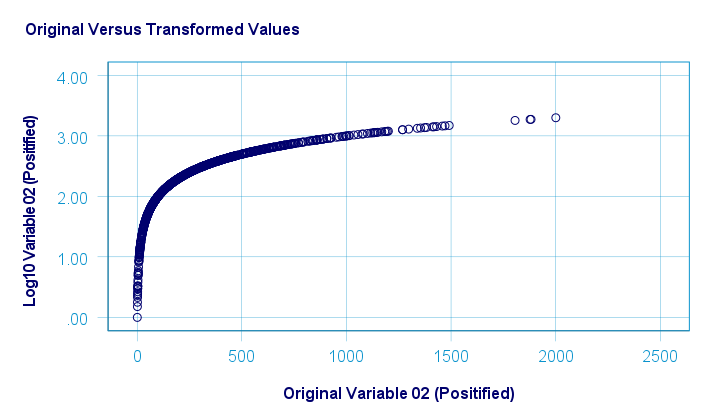 Original Versus Transformed Values
Log10 Variable 02 (Positified)
4.00
3.00
2.00
1.00
.00
0 500 1000 1500 2000 2500
Original Variable 02 (Positified)